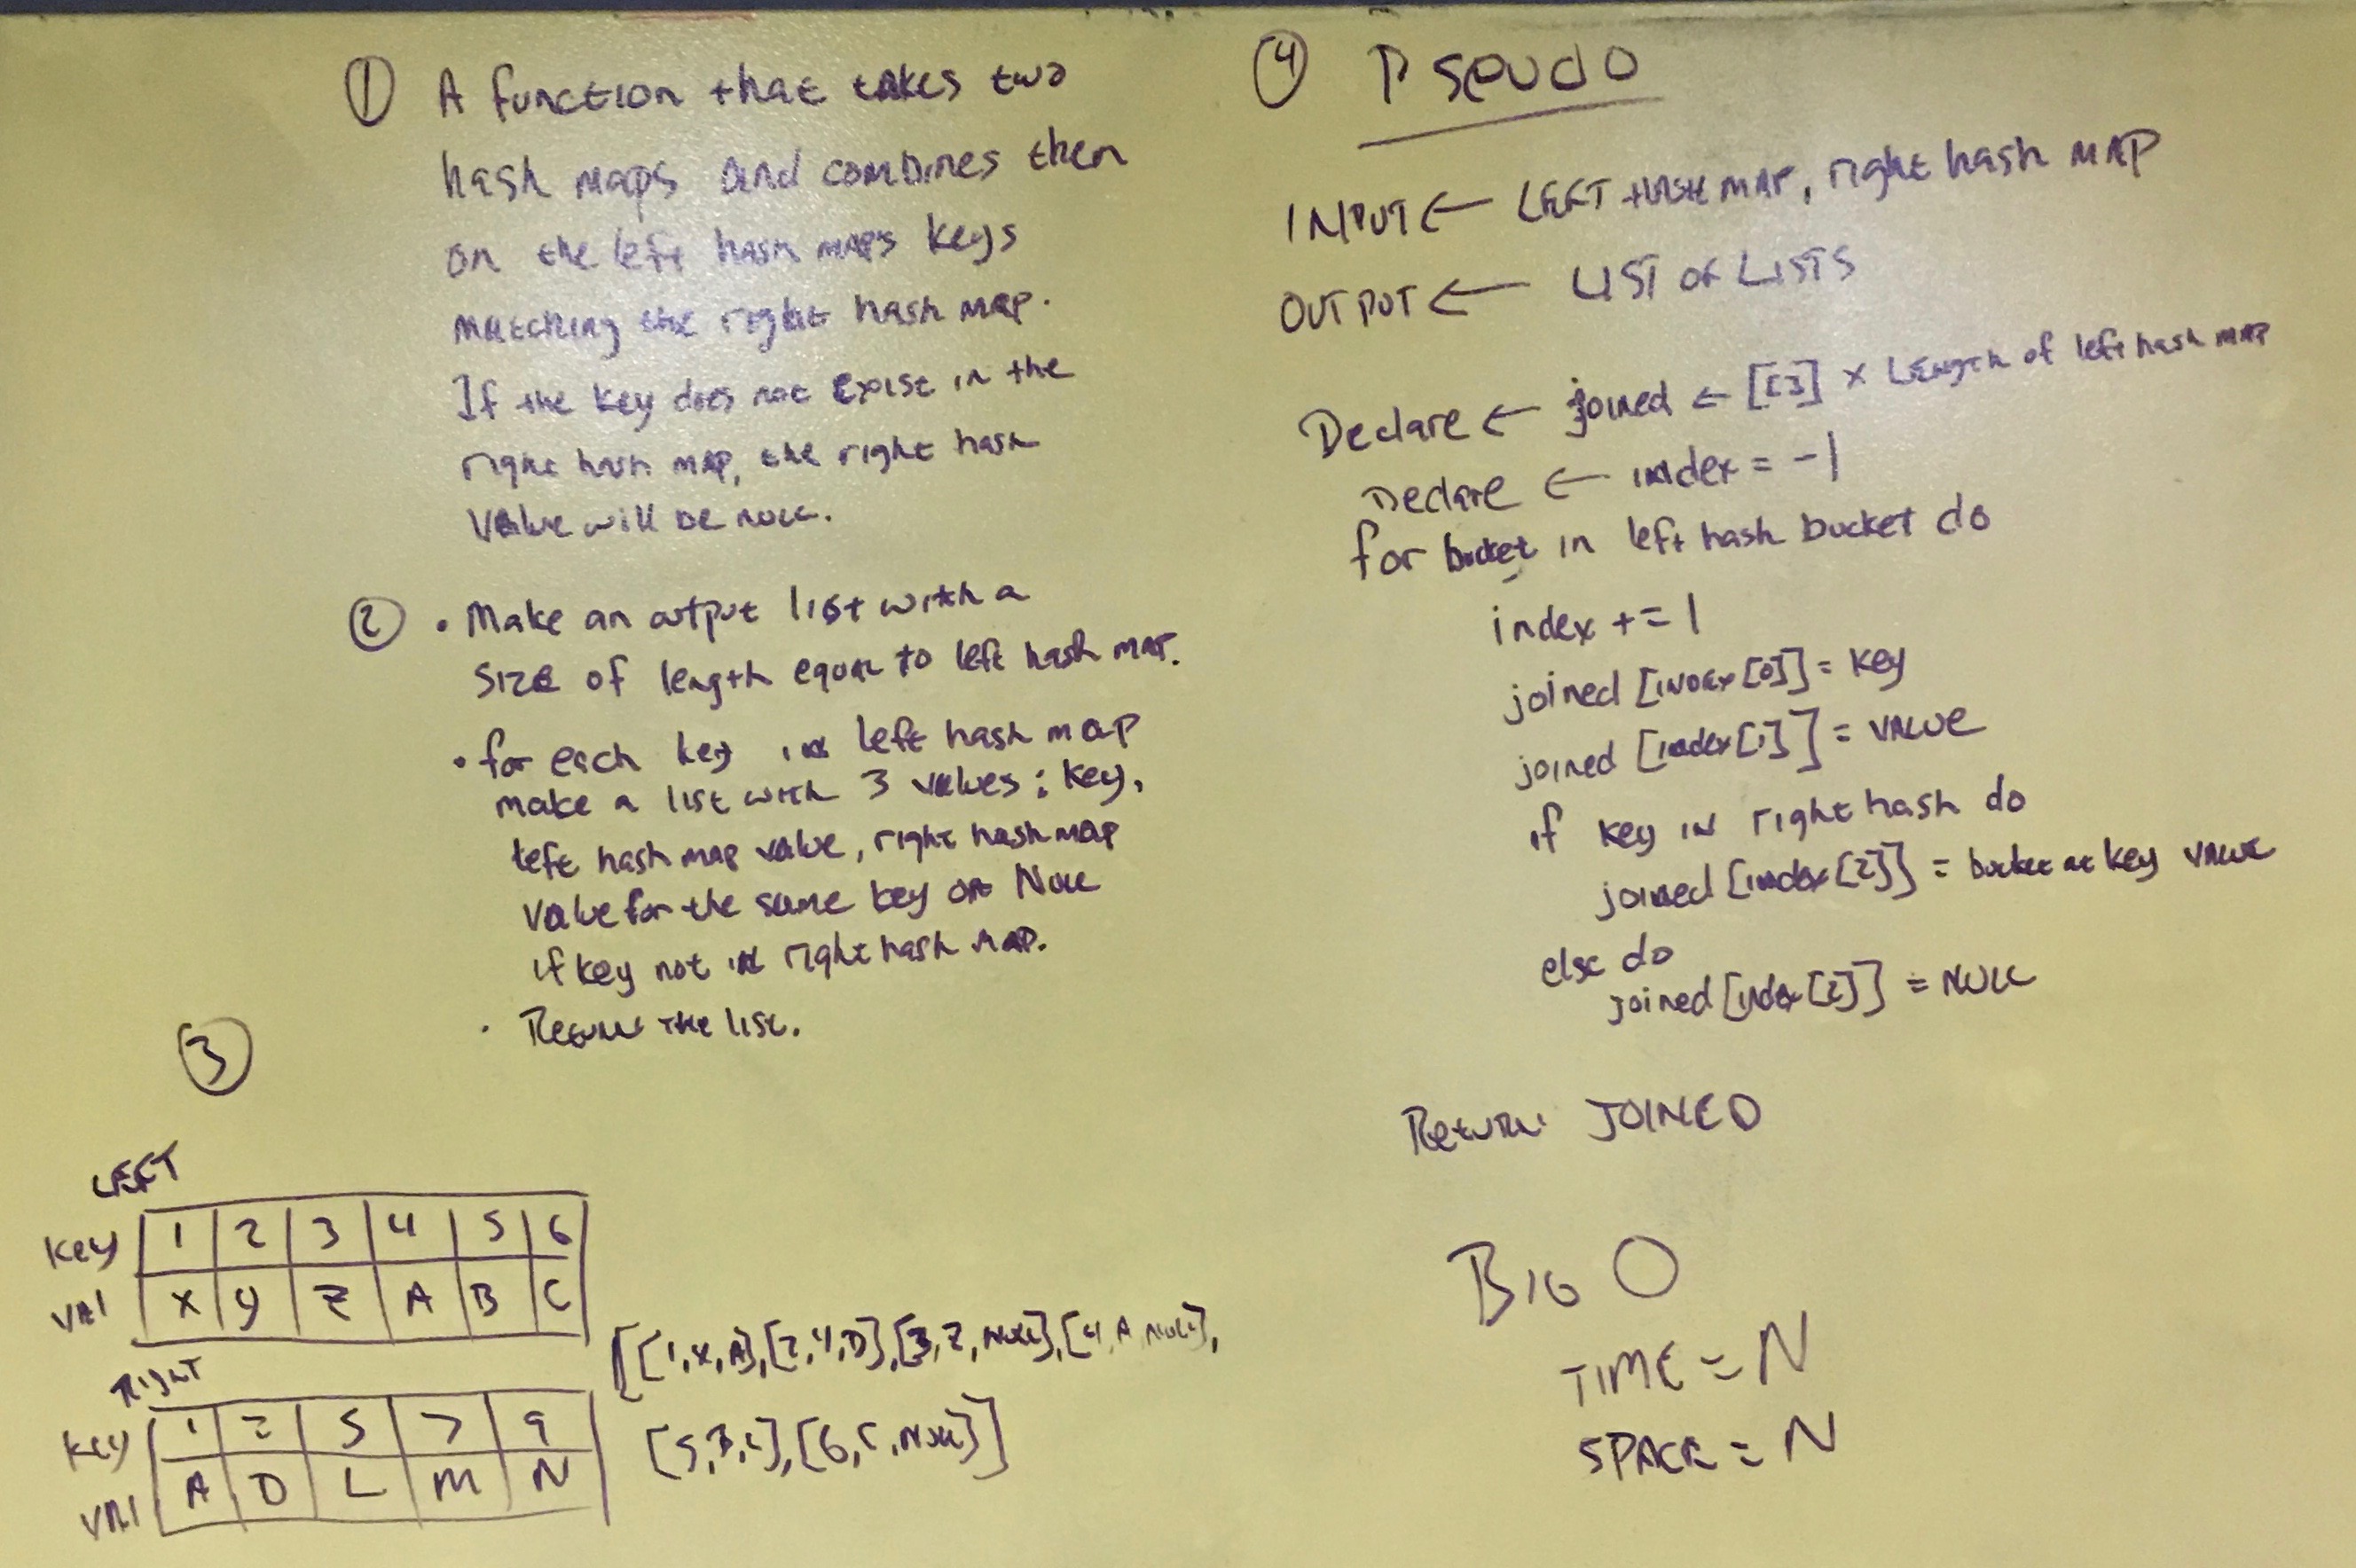 ① A function that takes two
hash maps and combines them
on the left hash maps keys
matching the right hash map.
If the key does not exist in the
right hash map, the right hash
value will be null.
② • Make an output list with a
size of length equal to left hash map.
• for each key in left hash map
make a list with 3 values: key,
left hash map value, right hash map
value for the same key or Null
if key not in right hash map.
• Return the list.
③
LEFT
Key 1 2 3 4 5 6
Val X Y Z A B C
RIGHT
Key 1 2 5 7 9
Val A D L M N
[[1,X,A],[2,Y,D],[3,Z,Null],[4,A,Null],
[5,B,L],[6,C,Null]]
④ Pseudo
INPUT ← LEFT HASH MAP, right hash MAP
OUTPUT ← LIST OF LISTS
Declare ← joined ← [[3] x Length of left hash map
Declare ← index = -1
for bucket in left hash bucket do
index += 1
joined [index[0]] = key
joined [index[1]] = value
if key in right hash do
joined [index[2]] = bucket at key value
else do
joined [index[2]] = NULL
Return JOINED
BIG O
TIME = N
SPACE = N